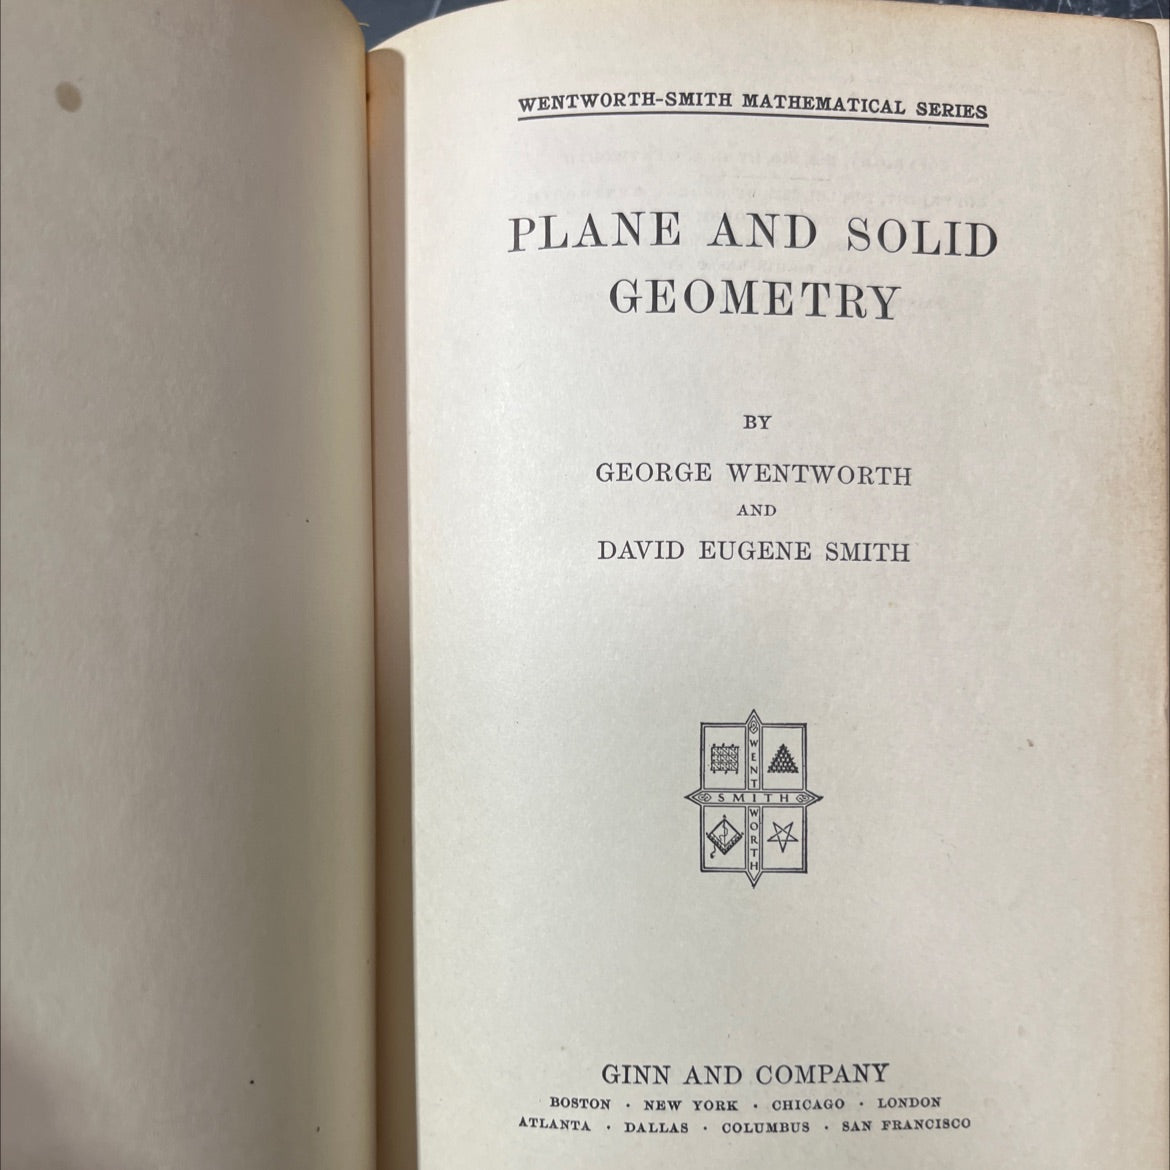 WENTWORTH-SMITH MATHEMATICAL SERIES
PLANE AND SOLID
GEOMETRY
BY
GEORGE WENTWORTH
AND
DAVID EUGENE SMITH
WENTWORTH
SMITH
GINN AND COMPANY
BOSTON · NEW YORK · CHICAGO · LONDON
ATLANTA · DALLAS · COLUMBUS · SAN FRANCISCO